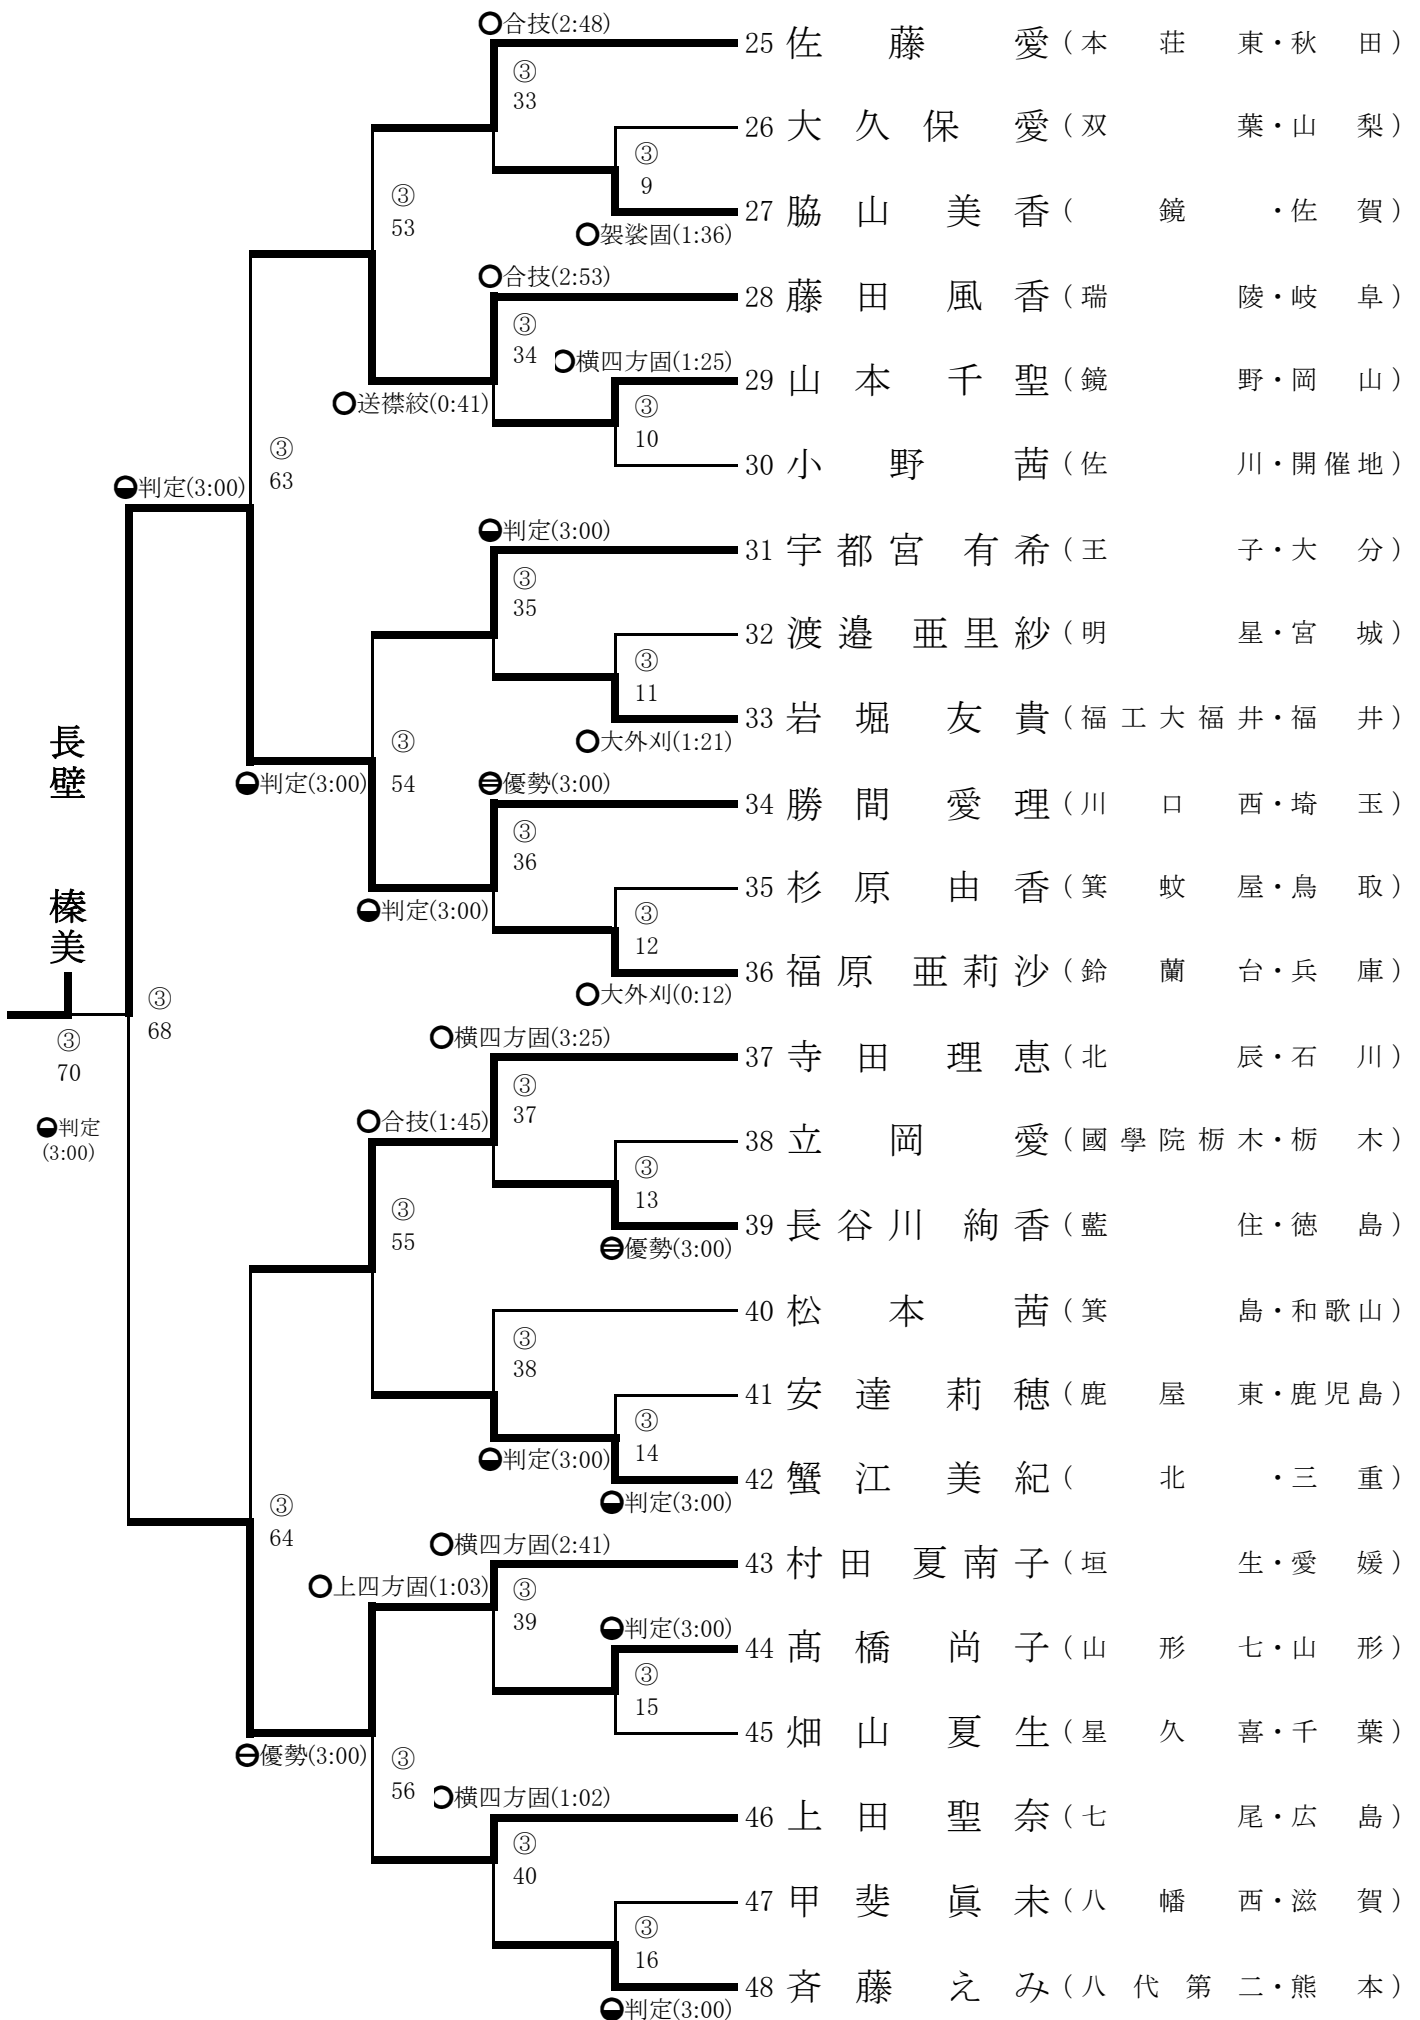 ○合技(2:48)
25 佐藤 愛 (本荘東・秋田)
③
33
26 大久保 愛 (双葉・山梨)
③
9
③
53
27 脇山 美香 (鏡・佐賀)
○袈裟固(1:36)
○合技(2:53)
28 藤田 風香 (瑞陵・岐阜)
③
34
○横四方固(1:25)
29 山本 千聖 (鏡野・岡山)
○送襟絞(0:41)
③
10
③
63
30 小野 茜 (佐川・開催地)
判定(3:00)
判定(3:00)
31 宇都宮 有希 (王子・大分)
③
35
32 渡邉 亜里紗 (明星・宮城)
③
11
33 岩堀 友貴 (福工大福井・福井)
長壁 榛美
○大外刈(1:21)
③
54
判定(3:00)
優勢(3:00)
34 勝間 愛理 (川口西・埼玉)
③
36
35 杉原 由香 (箕蚊屋・鳥取)
判定(3:00)
③
12
36 福原 亜莉沙 (鈴蘭台・兵庫)
○大外刈(0:12)
③
68
③
70
○横四方固(3:25)
37 寺田 理恵 (北辰・石川)
③
37
判定
(3:00)
○合技(1:45)
38 立岡 愛 (國學院栃木・栃木)
③
13
③
55
39 長谷川 絢香 (藍住・徳島)
優勢(3:00)
40 松本 茜 (箕島・和歌山)
③
38
41 安達 莉穂 (鹿屋東・鹿児島)
③
14
判定(3:00)
42 蟹江 美紀 (北・三重)
判定(3:00)
③
64
○横四方固(2:41)
43 村田 夏南子 (垣生・愛媛)
○上四方固(1:03)
③
39
判定(3:00)
44 髙橋 尚子 (山形七・山形)
③
15
45 畑山 夏生 (星久喜・千葉)
優勢(3:00)
③
56
○横四方固(1:02)
46 上田 聖奈 (七尾・広島)
③
40
47 甲斐 眞未 (八幡西・滋賀)
③
16
48 斉藤 えみ (八代第二・熊本)
判定(3:00)